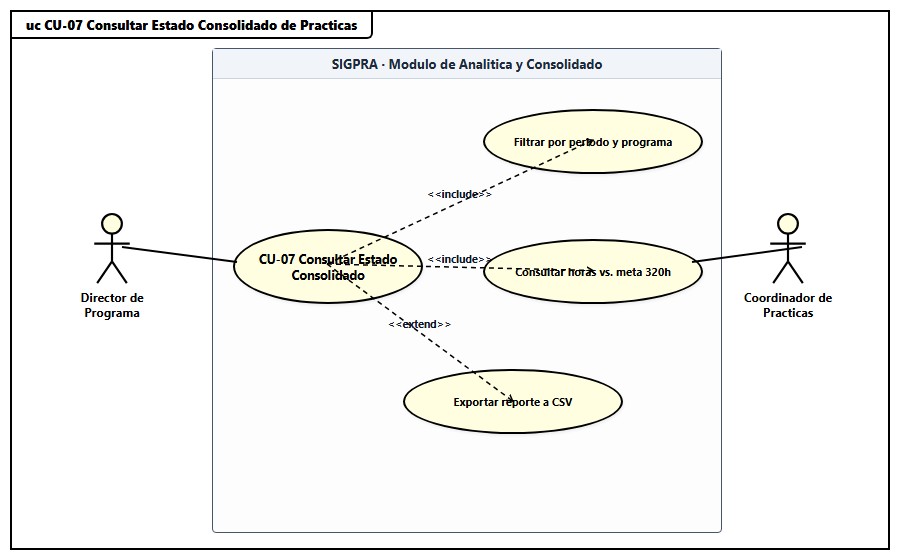 uc CU-07 Consultar Estado Consolidado de Practicas
SIGPRA · Modulo de Analitica y Consolidado
Filtrar por periodo y programa
<<include>>
CU-07 Consultar Estado
Consolidado
<<include>>
Consultar horas vs. meta 320h
Director de
Programa
Coordinador de
Practicas
<<extend>>
Exportar reporte a CSV